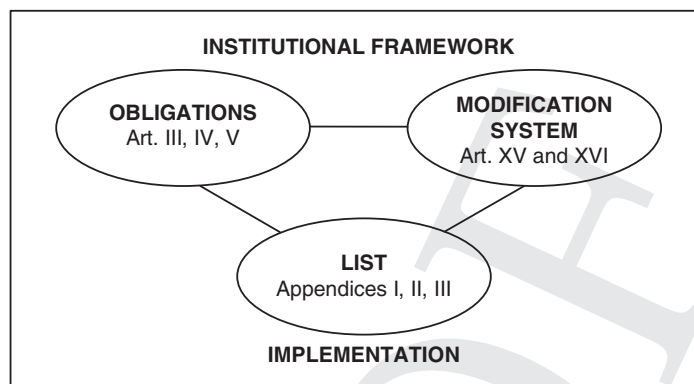 INSTITUTIONAL FRAMEWORK
OBLIGATIONS
Art. III, IV, V
MODIFICATION
SYSTEM
Art. XV and XVI
LIST
Appendices I, II, III
IMPLEMENTATION